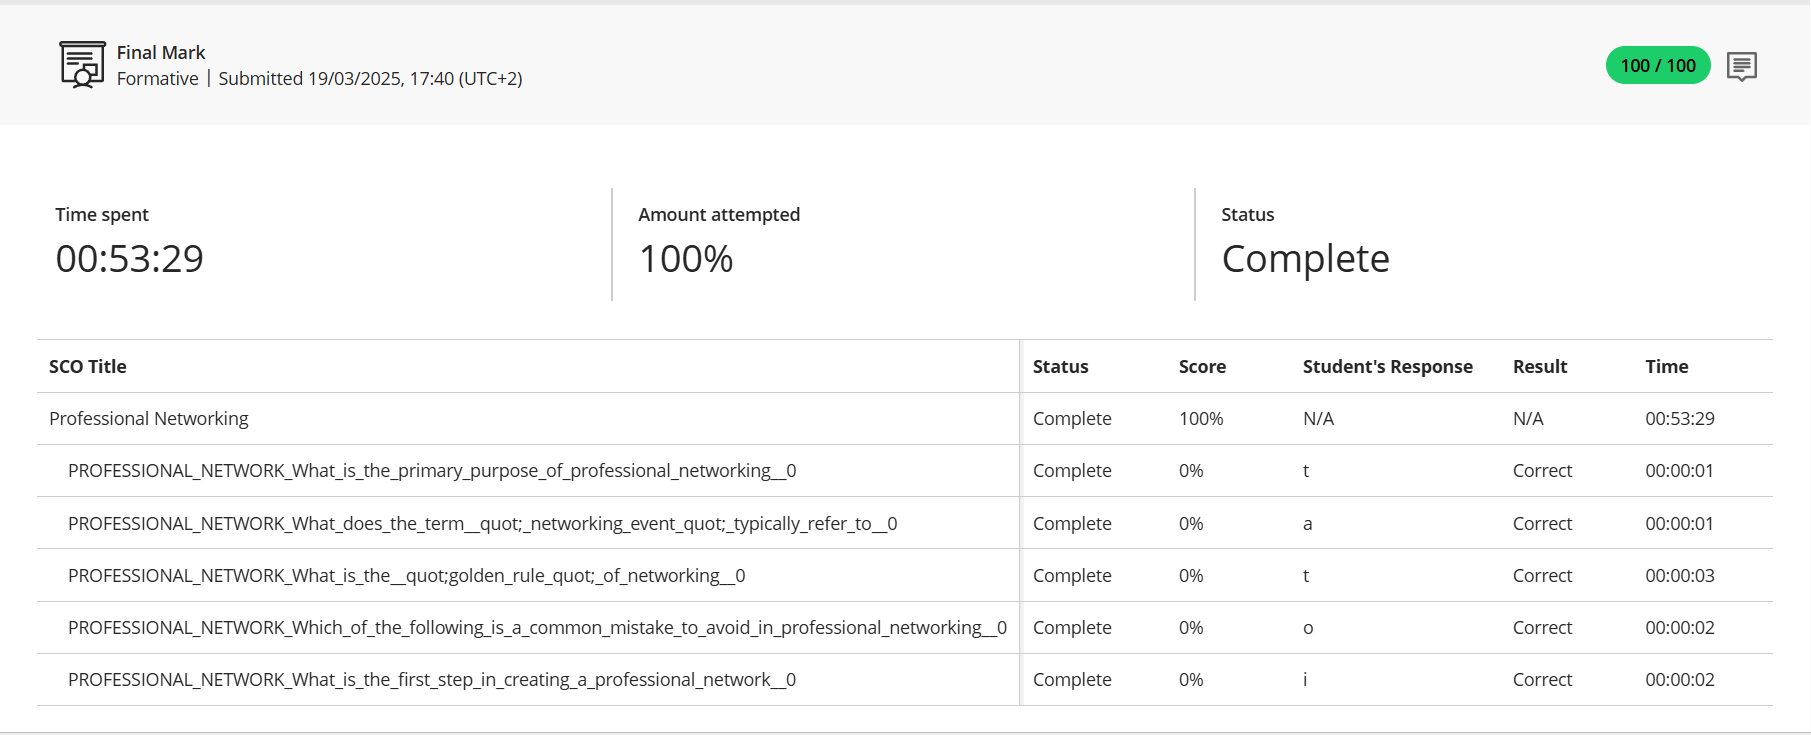 Final Mark
Formative | Submitted 19/03/2025, 17:40 (UTC+2)
100 / 100
Time spent
00:53:29
Amount attempted
100%
Status
Complete
SCO Title Status Score Student's Response Result Time
Professional Networking Complete 100% N/A N/A 00:53:29
PROFESSIONAL_NETWORK_What_is_the_primary_purpose_of_professional_networking__0 Complete 0% t Correct 00:00:01
PROFESSIONAL_NETWORK_What_does_the_term__quot;_networking_event_quot;_typically_refer_to__0 Complete 0% a Correct 00:00:01
PROFESSIONAL_NETWORK_What_is_the__quot;golden_rule_quot;_of_networking__0 Complete 0% t Correct 00:00:03
PROFESSIONAL_NETWORK_Which_of_the_following_is_a_common_mistake_to_avoid_in_professional_networking__0 Complete 0% o Correct 00:00:02
PROFESSIONAL_NETWORK_What_is_the_first_step_in_creating_a_professional_network__0 Complete 0% i Correct 00:00:02